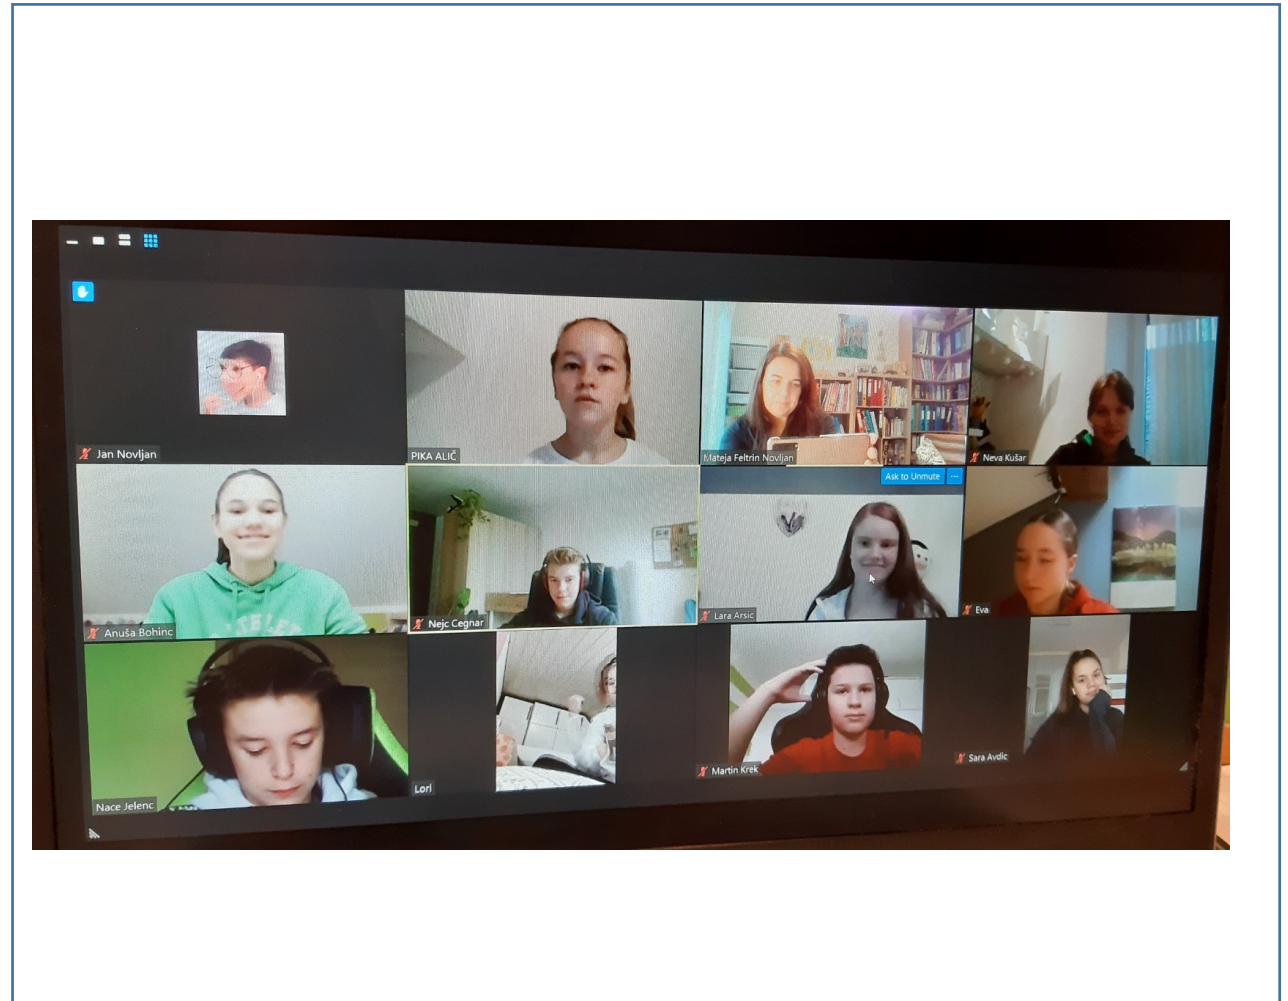 Jan Novljan
PIKA ALIČ
Mateja Feltrin Novljan
Neva Kušar
Anuša Bohinc
Nejc Cegnar
Ask to Unmute ...
Lara Arsic
Eva
Nace Jelenc
Lori
Martin Krek
Sara Avdic